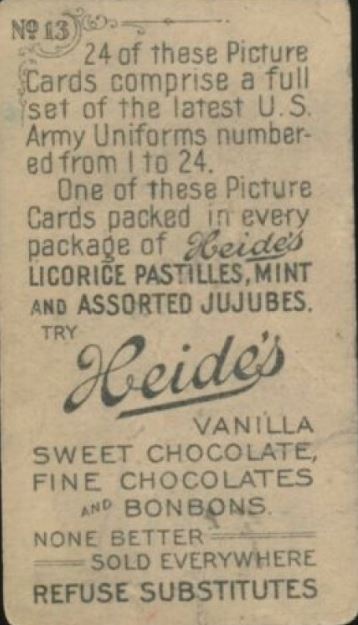 No 13
24 of these Picture
Cards comprise a full
set of the latest U.S.
Army Uniforms number-
ed from 1 to 24.
One of these Picture
Cards packed in every
package of Heide's
LICORICE PASTILLES, MINT
AND ASSORTED JUJUBES.
TRY
Heide's
VANILLA
SWEET CHOCOLATE,
FINE CHOCOLATES
AND BONBONS.
NONE BETTER
SOLD EVERYWHERE
REFUSE SUBSTITUTES